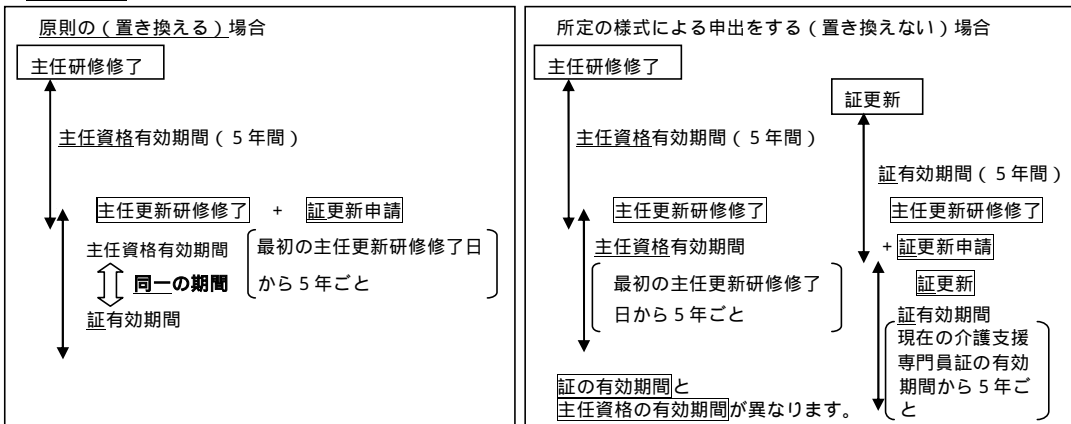 原則の(置き換える)場合
主任研修修了
主任資格有効期間(5年間)
主任更新研修修了 + 証更新申請
主任資格有効期間
同一の期間
証有効期間
最初の主任更新研修修了日
から5年ごと
所定の様式による申出をする(置き換えない)場合
主任研修修了
主任資格有効期間(5年間)
主任更新研修修了
主任資格有効期間
最初の主任更新研修修了
日から5年ごと
証更新
証有効期間(5年間)
主任更新研修修了
+ 証更新申請
証更新
証有効期間
現在の介護支援
専門員証の有効
期間から5年ご
と
証の有効期間と
主任資格の有効期間が異なります。